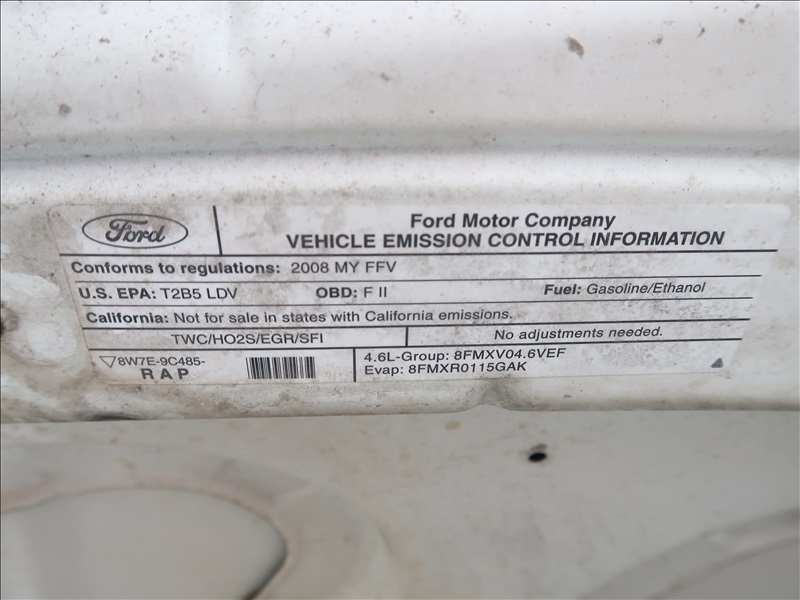 Ford
Ford Motor Company
VEHICLE EMISSION CONTROL INFORMATION
Conforms to regulations: 2008 MY FFV
U.S. EPA: T2B5 LDV OBD: F II Fuel: Gasoline/Ethanol
California: Not for sale in states with California emissions.
TWC/HO2S/EGR/SFI No adjustments needed.
▽8W7E-9C485-
RAP
4.6L-Group: 8FMXV04.6VEF
Evap: 8FMXR0115GAK